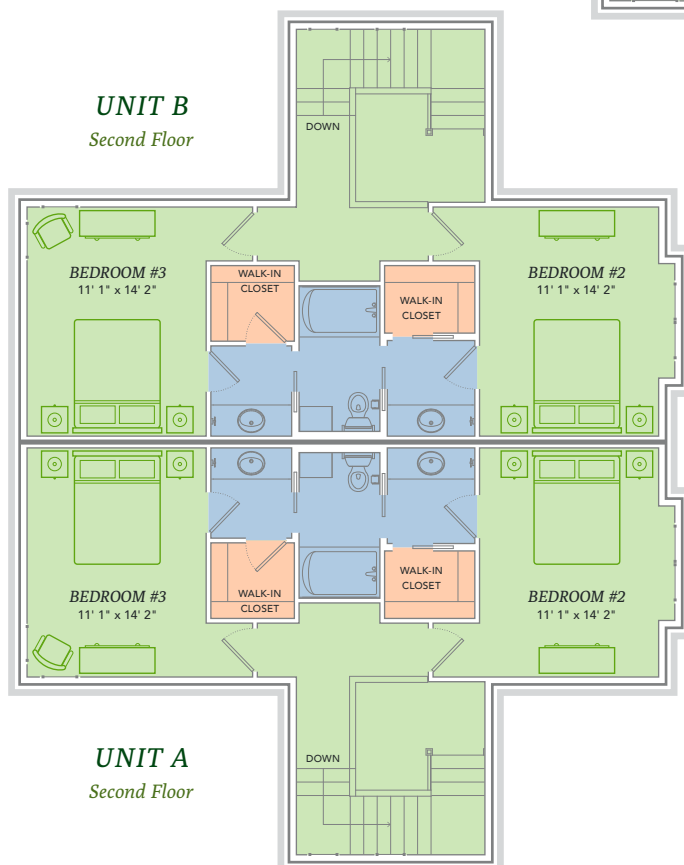 UNIT B
Second Floor
DOWN
BEDROOM #3
11' 1" x 14' 2"
WALK-IN
CLOSET
WALK-IN
CLOSET
BEDROOM #2
11' 1" x 14' 2"
BEDROOM #3
11' 1" x 14' 2"
WALK-IN
CLOSET
WALK-IN
CLOSET
BEDROOM #2
11' 1" x 14' 2"
UNIT A
Second Floor
DOWN